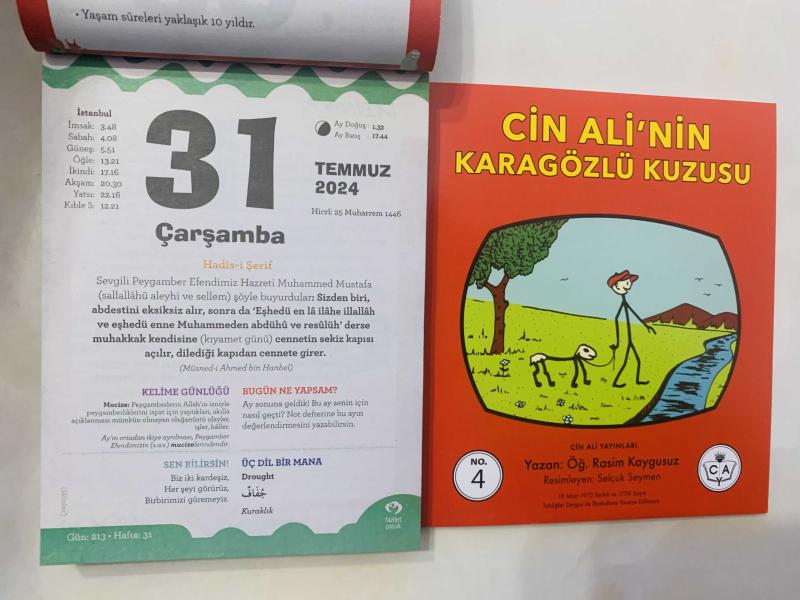 • Yaşam süreleri yaklaşık 10 yıldır.
İstanbul
İmsak: 3.48
Sabah: 4.08
Güneş: 5.51
Öğle: 13.21
İkindi: 17.16
Akşam: 20.30
Yatsı: 22.16
Kıble S: 12.21
31
Çarşamba
Ay Doğuş : 1.32
Ay Batış : 17.44
TEMMUZ
2024
Hicrî: 25 Muharrem 1446
Hadis-i Şerif
Sevgili Peygamber Efendimiz Hazreti Muhammed Mustafa
(sallallâhü aleyhi ve sellem) şöyle buyurdular: Sizden biri,
abdestini eksiksiz alır, sonra da 'Eşhedü en lâ ilâhe illallâh
ve eşhedü enne Muhammeden abdühû ve resûlüh' derse
muhakkak kendisine (kıyamet günü) cennetin sekiz kapısı
açılır, dilediği kapıdan cennete girer.
(Müsned-i Ahmed bin Hanbel)
KELİME GÜNLÜĞÜ
Mucize: Peygamberlerin Allah'ın izniyle
peygamberliklerini ispat için yaptıkları, akılla
açıklanması mümkün olmayan olağanüstü olaylar,
işler, hâller.
Ay'ın ortadan ikiye ayrılması, Peygamber
Efendimizin (s.a.v.) mucizelerindendir.
BUGÜN NE YAPSAM?
Ay sonuna geldik! Bu ay senin için
nasıl geçti? Not defterine bu ayın
değerlendirmesini yazabilirsin.
SEN BİLİRSİN!
Biz iki kardeşiz,
Her şeyi görürüz,
Birbirimizi göremeyiz.
ÜÇ DİL BİR MANA
Drought
جُفَافٌ
Kuraklık
fazilet
çocuk
Gün: 213 • Hafta: 31
CİN ALİ'NİN
KARAGÖZLÜ KUZUSU
CİN ALİ YAYINLARI
NO.
4
Yazan: Öğ. Rasim Kaygusuz
Resimleyen: Selçuk Seymen
C A
Y